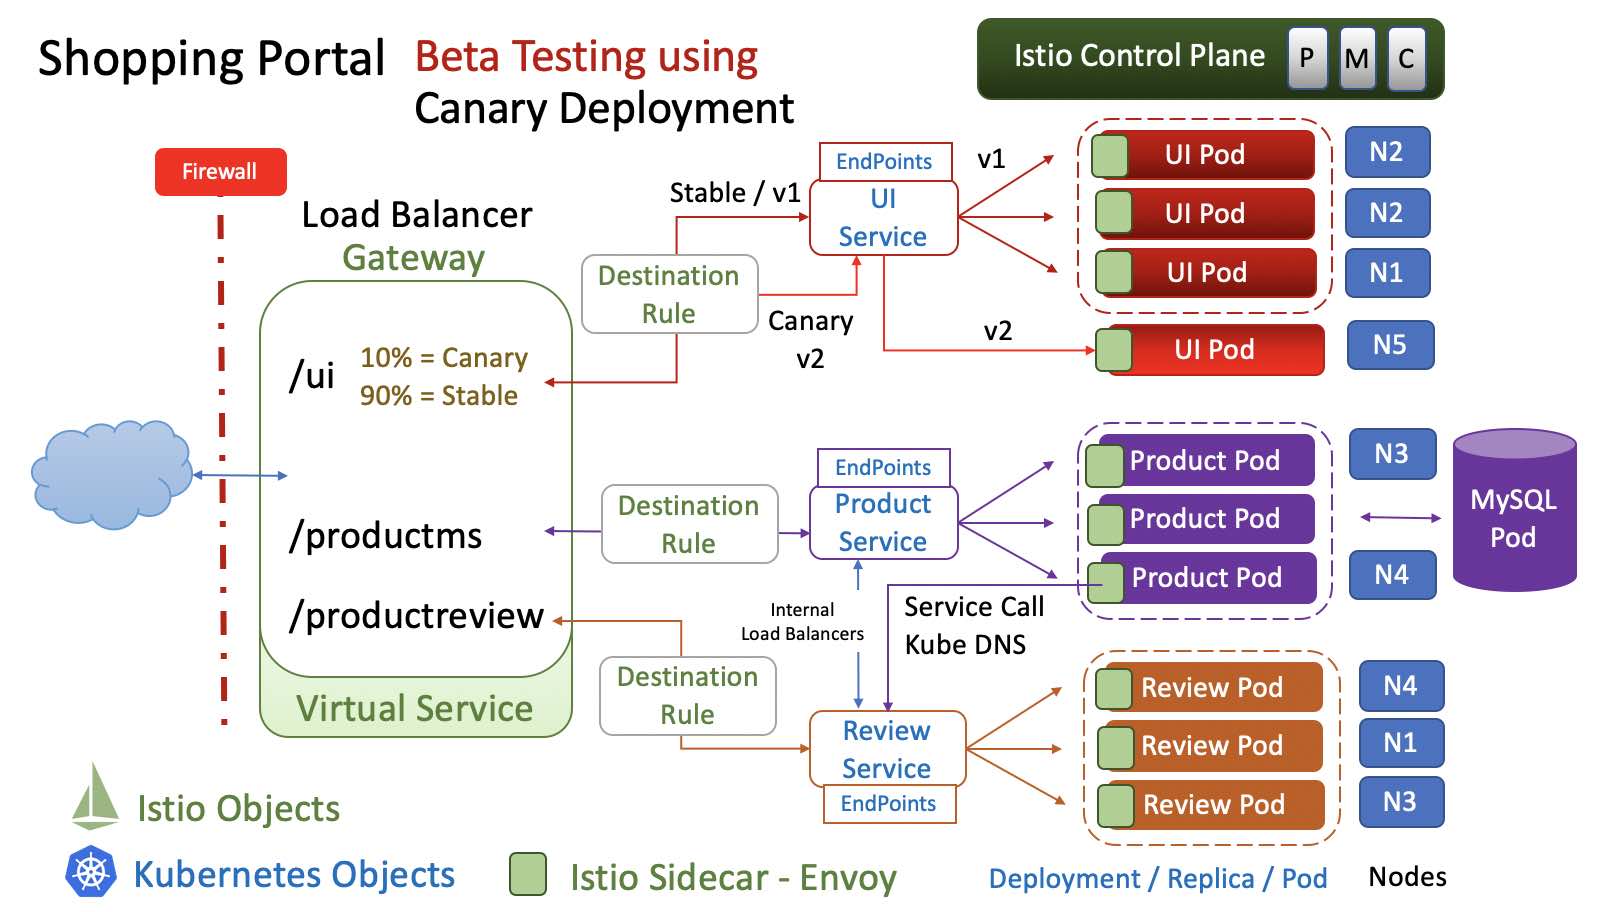 Shopping Portal
Beta Testing using
Canary Deployment
Istio Control Plane
P
M
C
Firewall
Load Balancer
Gateway
/ui
10% = Canary
90% = Stable
/productms
/productreview
Virtual Service
Stable / v1
Destination
Rule
Canary
v2
EndPoints
UI
Service
v1
v2
UI Pod
N2
UI Pod
N2
UI Pod
N1
UI Pod
N5
Destination
Rule
EndPoints
Product
Service
Product Pod
N3
Product Pod
Product Pod
N4
MySQL
Pod
Internal
Load Balancers
Service Call
Kube DNS
Destination
Rule
Review
Service
EndPoints
Review Pod
N4
Review Pod
N1
Review Pod
N3
Istio Objects
Kubernetes Objects
Istio Sidecar - Envoy
Deployment / Replica / Pod
Nodes